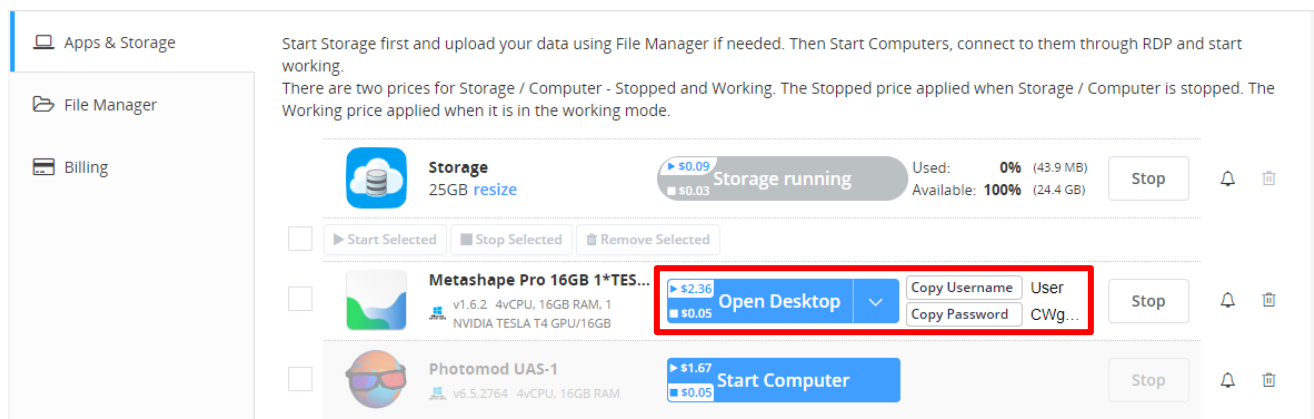 Apps & Storage
File Manager
Billing
Start Storage first and upload your data using File Manager if needed. Then Start Computers, connect to them through RDP and start
working.
There are two prices for Storage / Computer - Stopped and Working. The Stopped price applied when Storage / Computer is stopped. The
Working price applied when it is in the working mode.
Storage
25GB resize
$0.09
$0.03
Storage running
Used: 0% (43.9 MB)
Available: 100% (24.4 GB)
Stop
Start Selected
Stop Selected
Remove Selected
Metashape Pro 16GB 1*TES...
v1.6.2 4vCPU, 16GB RAM, 1
NVIDIA TESLA T4 GPU/16GB
$2.36
$0.05
Open Desktop
Copy Username User
Copy Password CWg...
Stop
Photomod UAS-1
v6.5.2764 4vCPU, 16GB RAM
$1.67
$0.05
Start Computer
Stop